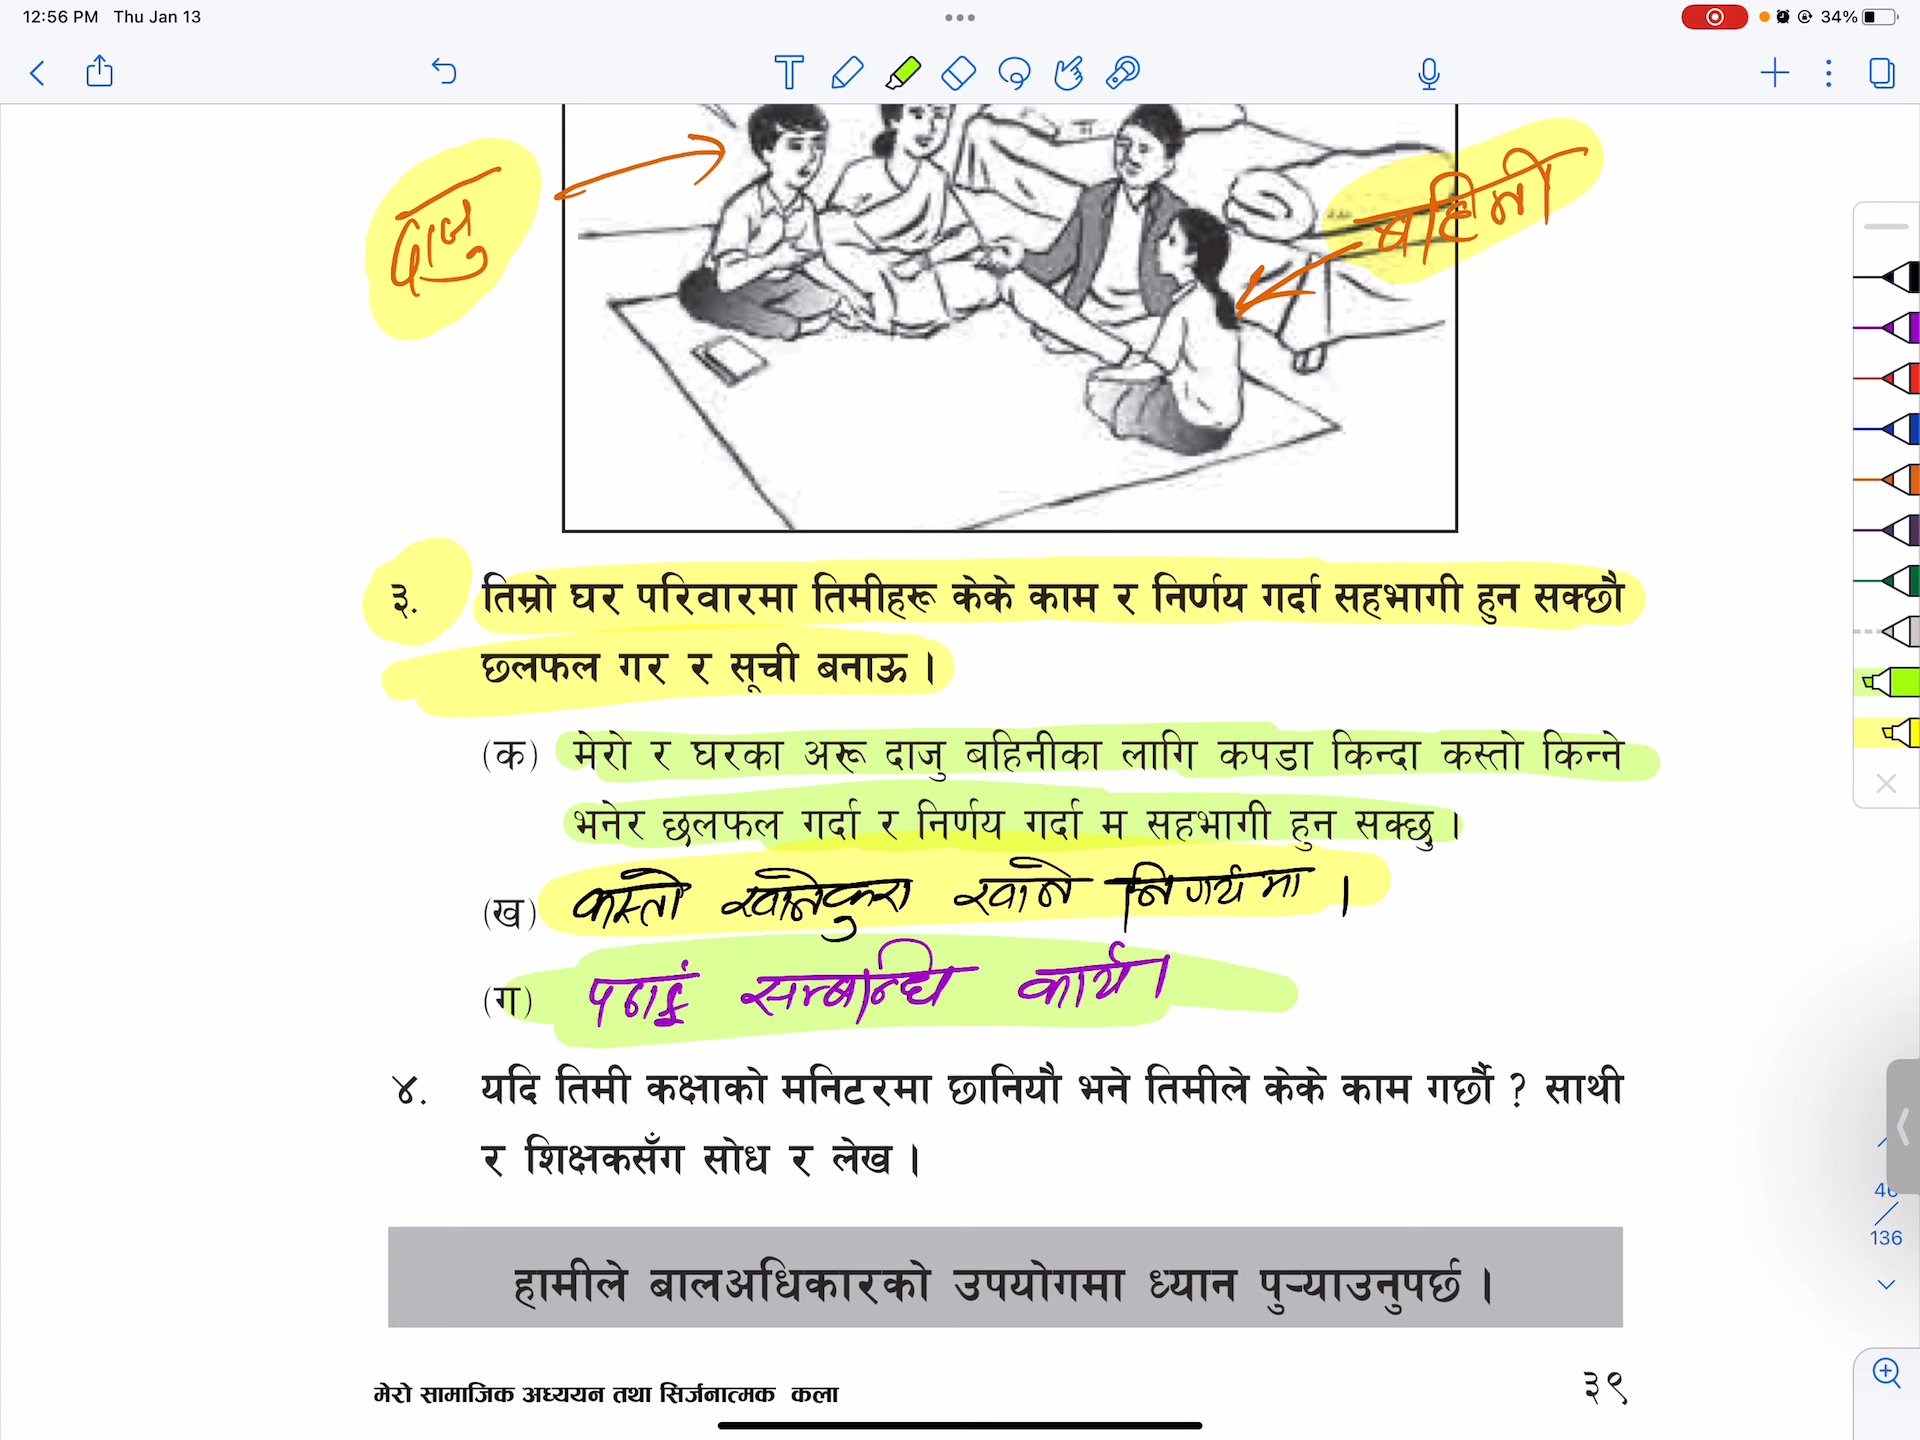 12:56 PM Thu Jan 13
34%
दाजु
बहिनी
३. तिम्रो घर परिवारमा तिमीहरू केके काम र निर्णय गर्दा सहभागी हुन सक्छौ
छलफल गर र सूची बनाऊ ।
(क) मेरो र घरका अरू दाजु बहिनीका लागि कपडा किन्दा कस्तो किन्ने
भनेर छलफल गर्दा र निर्णय गर्दा म सहभागी हुन सक्छु ।
(ख) कस्तो खानेकुरा खाने निर्णयमा ।
(ग) पढाई सम्बन्धि कार्य ।
४. यदि तिमी कक्षाको मनिटरमा छानियौ भने तिमीले केके काम गर्छौ ? साथी
र शिक्षकसँग सोध र लेख ।
46
/
136
हामीले बालअधिकारको उपयोगमा ध्यान पुर्‍याउनुपर्छ ।
मेरो सामाजिक अध्ययन तथा सिर्जनात्मक कला
३९